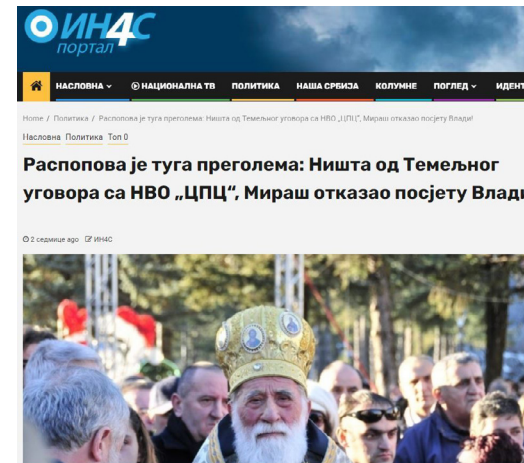 ИН4С
портал
НАСЛОВНА НАЦИОНАЛНА ТВ ПОЛИТИКА НАША СРБИЈА КОЛУМНЕ ПОГЛЕД ИДЕНТ
Home / Политика / Распопова је туга преголема: Ништа од Темељног уговора са НВО „ЦПЦ“, Мираш отказао посјету Влади!
Насловна Политика Топ 0
Распопова је туга преголема: Ништа од Темељног
уговора са НВО „ЦПЦ“, Мираш отказао посјету Влади
2 седмице ago ИН4С